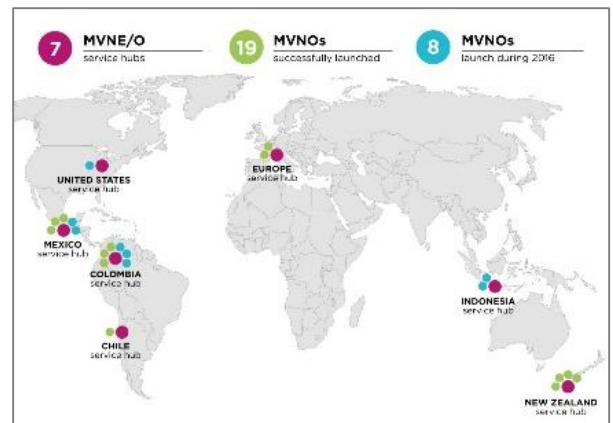 7
MVNE/O
service hubs
19
MVNOs
successfully launched
8
MVNOs
launch during 2016
UNITED STATES
service hub
EUROPE
service hub
MEXICO
service hub
COLOMBIA
service hub
INDONESIA
service hub
CHILE
service hub
NEW ZEALAND
service hub